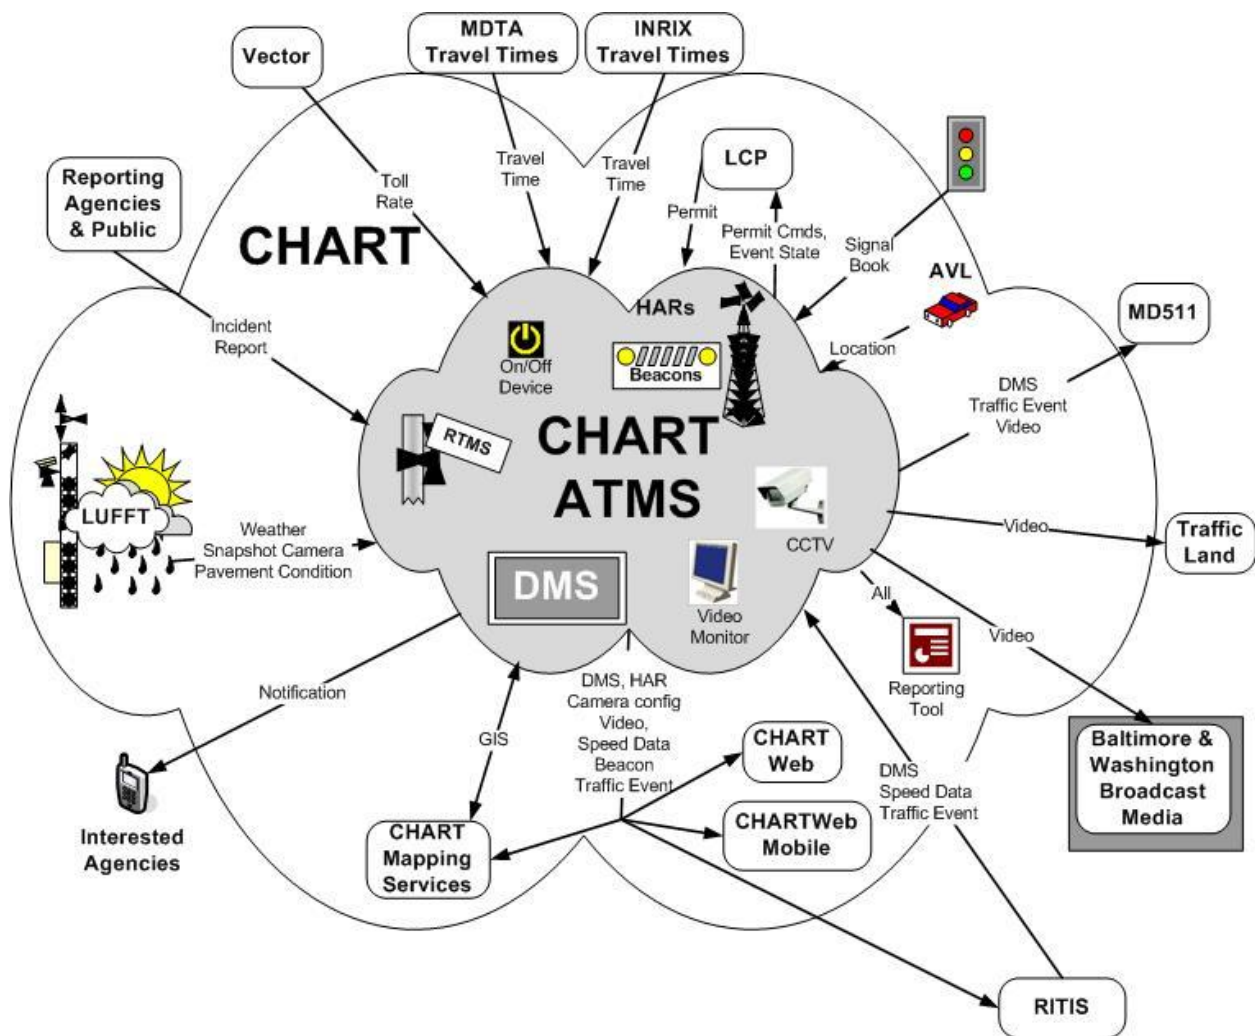 MDTA
Travel Times
INRIX
Travel Times
Vector
LCP
Reporting
Agencies
& Public
Travel
Time
Travel
Time
Toll
Rate
Permit
Permit Cmds,
Event State
Signal
Book
AVL
CHART
MD511
Incident
Report
HARs
Location
On/Off
Device
Beacons
DMS
Traffic Event
Video
RTMS
CHART
ATMS
LUFFT
Weather
Snapshot Camera
Pavement Condition
CCTV
Video
Traffic
Land
DMS
Video
Monitor
All
Video
Reporting
Tool
Notification
DMS, HAR
Camera config
Video,
Speed Data
Beacon
Traffic Event
GIS
CHART
Web
DMS
Speed Data
Traffic Event
Baltimore &
Washington
Broadcast
Media
Interested
Agencies
CHART
Mapping
Services
CHARTWeb
Mobile
RITIS